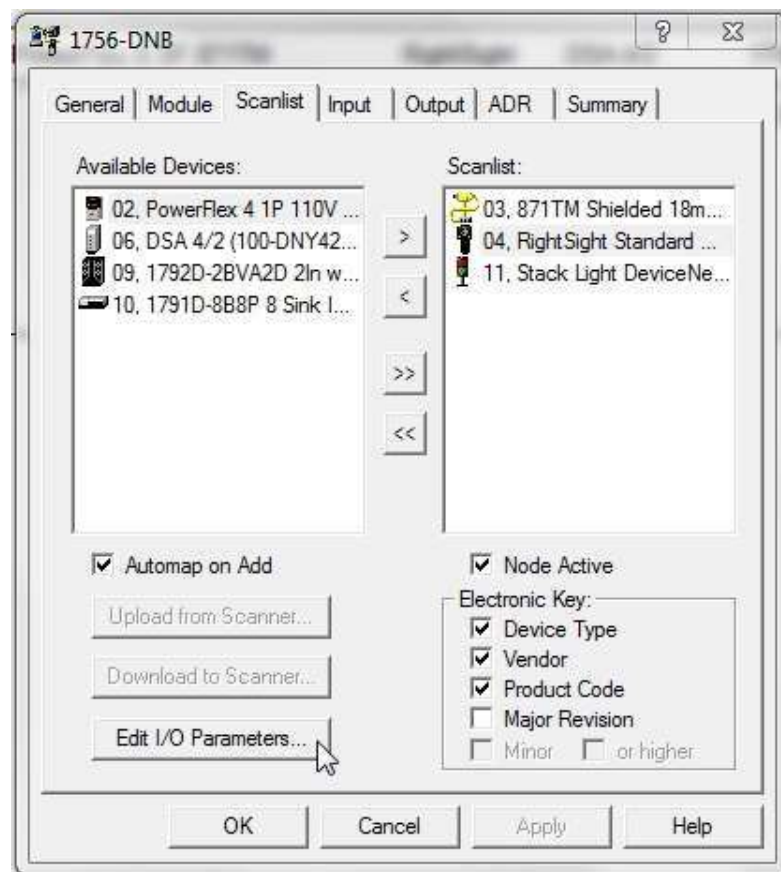 1756-DNB
General Module Scanlist Input Output ADR Summary
Available Devices:
02, PowerFlex 4 1P 110V ...
06, DSA 4/2 (100-DNY42...
09, 1792D-2BVA2D 2In w...
10, 1791D-8B8P 8 Sink I...
>
<
>>
<<
Scanlist:
03, 871TM Shielded 18m...
04, RightSight Standard ...
11, Stack Light DeviceNe...
Automap on Add
Upload from Scanner...
Download to Scanner...
Edit I/O Parameters...
Node Active
Electronic Key:
Device Type
Vendor
Product Code
Major Revision
Minor or higher
OK Cancel Apply Help